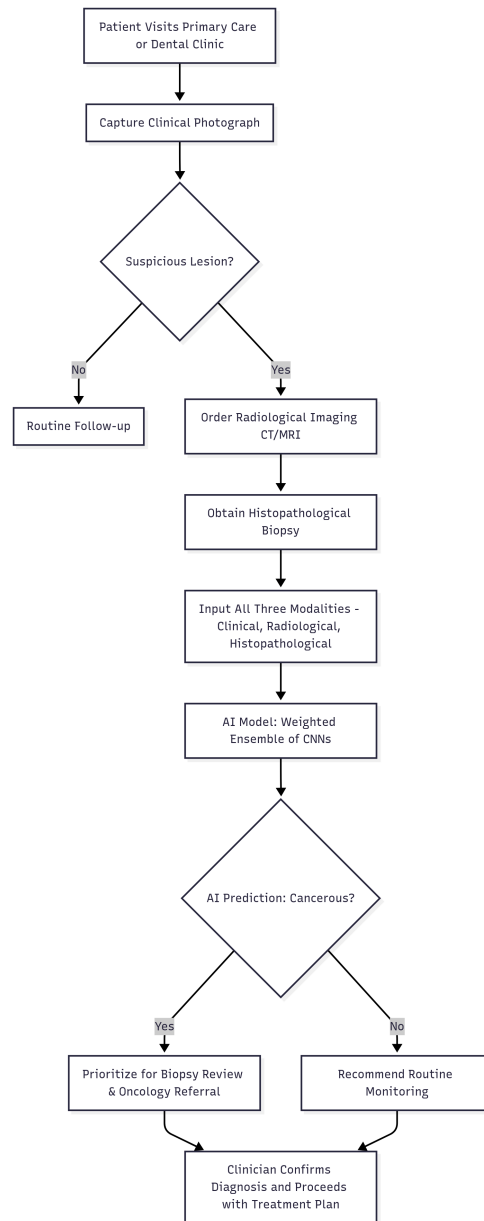 Patient Visits Primary Care
or Dental Clinic
Capture Clinical Photograph
Suspicious Lesion?
No
Yes
Routine Follow-up
Order Radiological Imaging
CT/MRI
Obtain Histopathological
Biopsy
Input All Three Modalities -
Clinical, Radiological,
Histopathological
AI Model: Weighted
Ensemble of CNNs
AI Prediction: Cancerous?
Yes
No
Prioritize for Biopsy Review
& Oncology Referral
Recommend Routine
Monitoring
Clinician Confirms
Diagnosis and Proceeds
with Treatment Plan